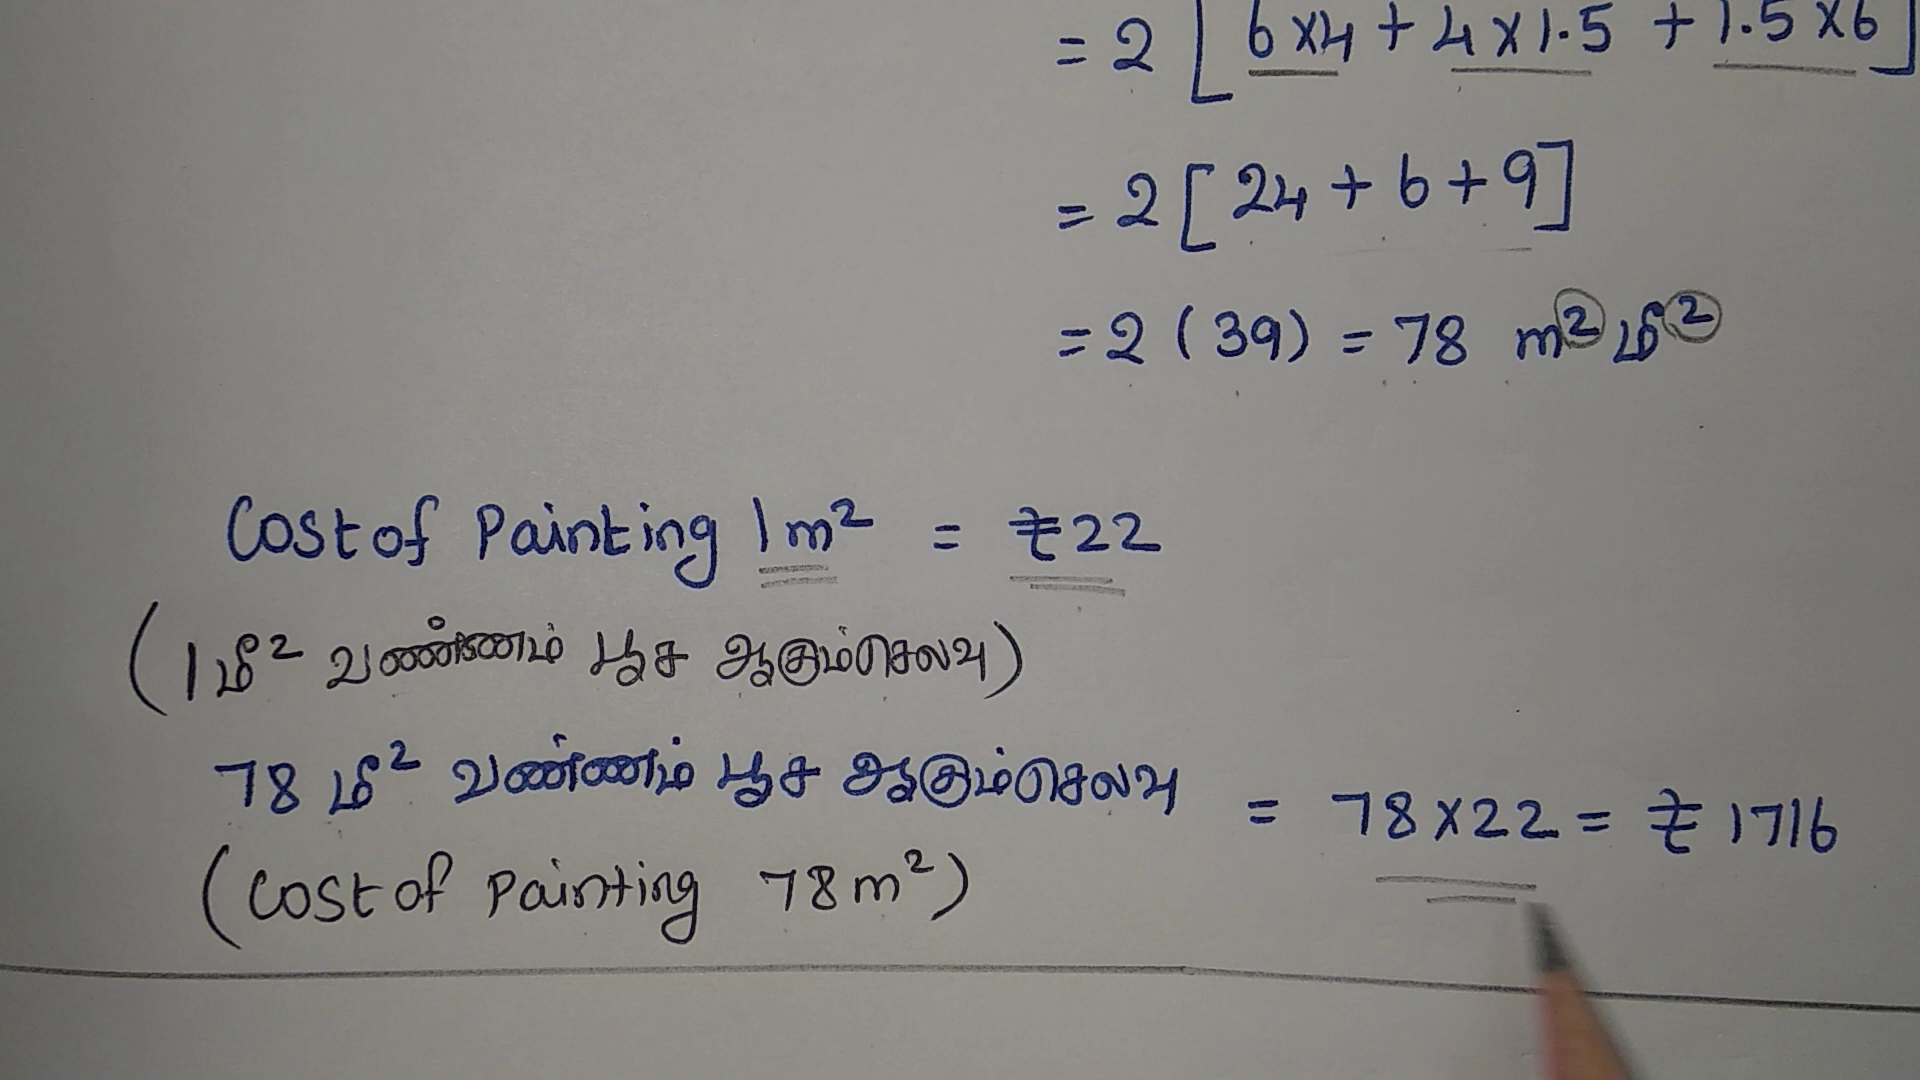 = 2 [ 6 x 4 + 4 x 1.5 + 1.5 x 6 ]
= 2 [ 24 + 6 + 9 ]
= 2 ( 39 ) = 78 m² மீ²
Cost of Painting 1 m² = ₹ 22
( 1 மீ² வண்ணம் பூச ஆகும் செலவு )
78 மீ² வண்ணம் பூச ஆகும் செலவு = 78 x 22 = ₹ 1716
( Cost of Painting 78 m² )